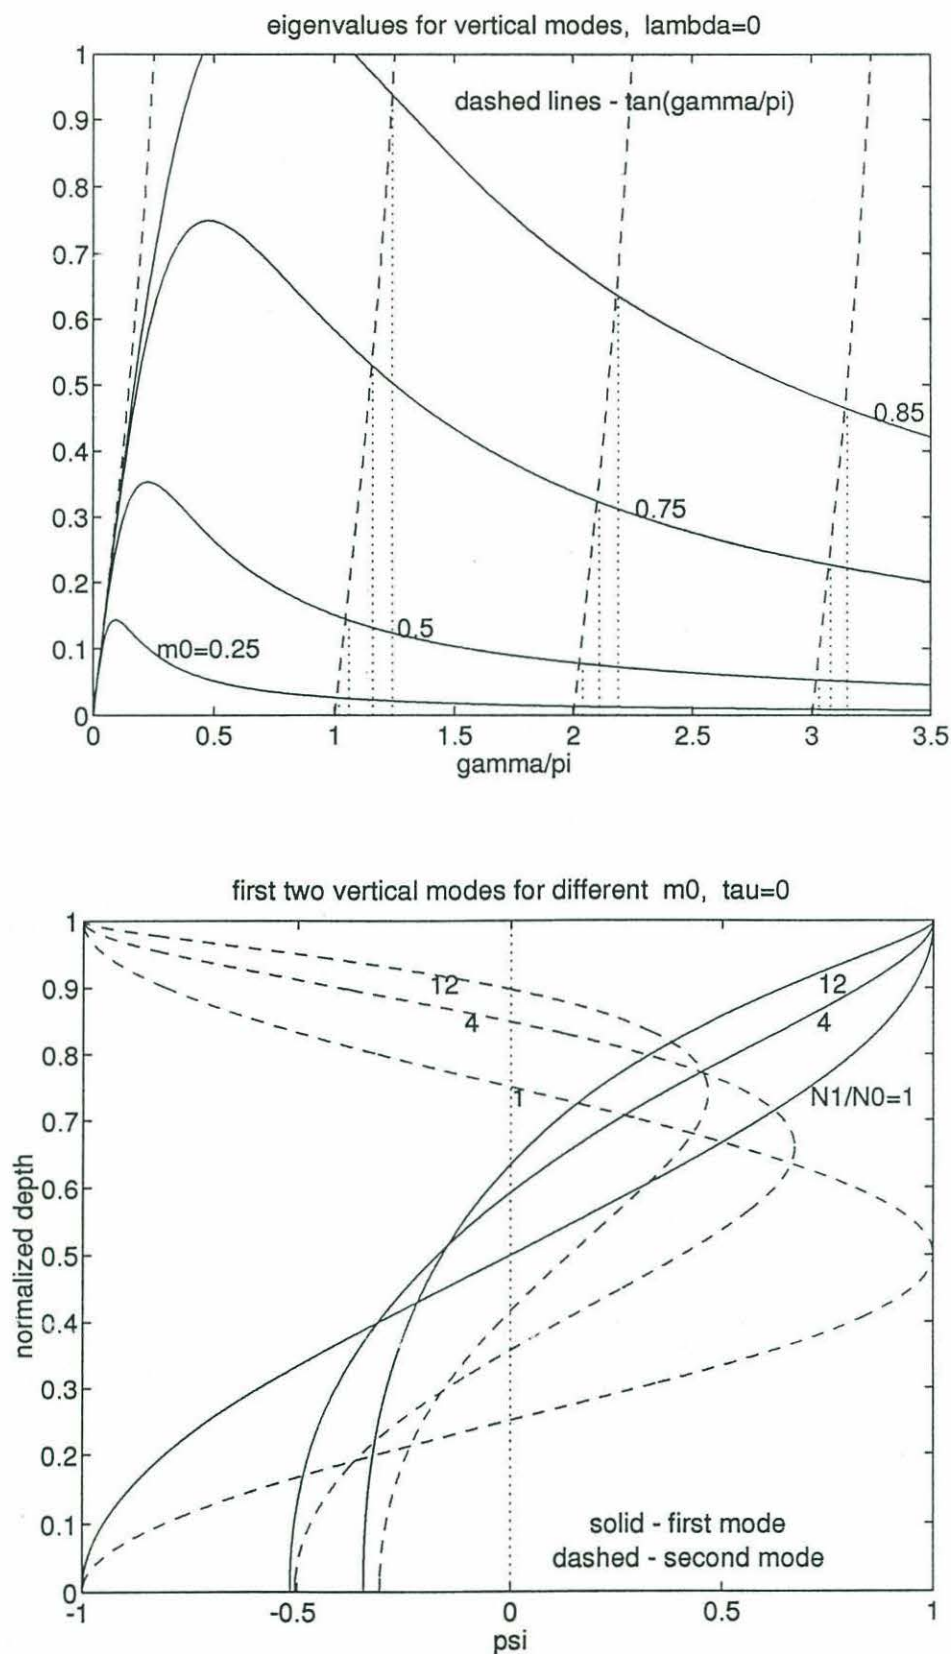 eigenvalues for vertical modes, lambda=0
1
dashed lines - tan(gamma/pi)
0.9
0.8
0.7
0.6
0.5
0.85
0.4
0.3
0.75
0.2
0.5
0.1
m0=0.25
0
0 0.5 1 1.5 2 2.5 3 3.5
gamma/pi
first two vertical modes for different m0, tau=0
1
0.9
12 12
4 4
0.8
1 N1/N0=1
0.7
0.6
normalized depth
0.5
0.4
0.3
0.2
0.1
solid - first mode
dashed - second mode
0
-1 -0.5 0 0.5 1
psi